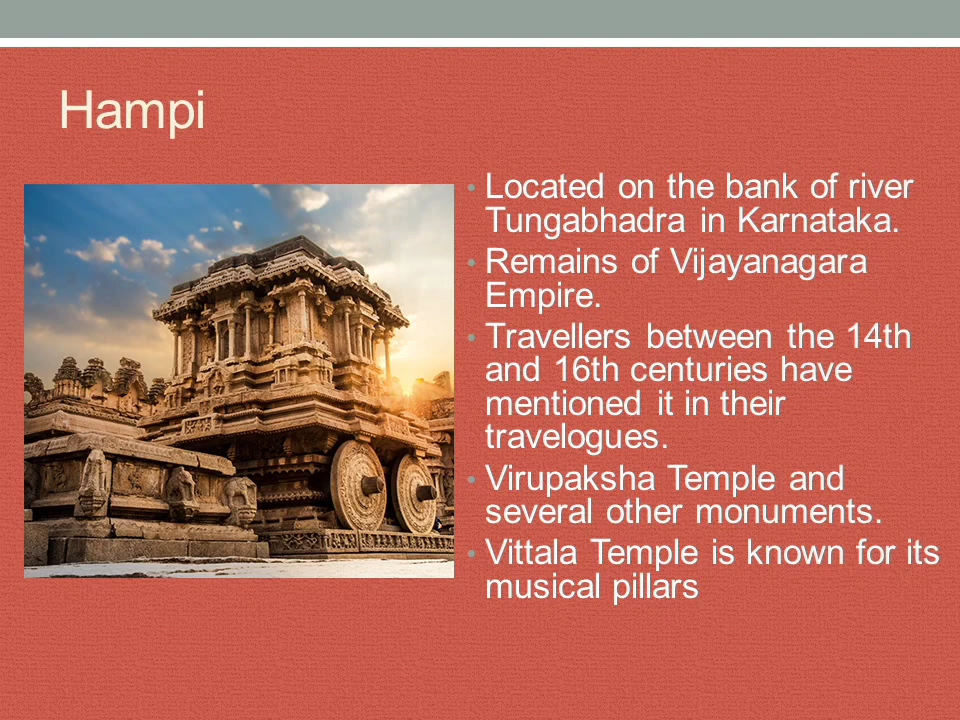 Hampi
• Located on the bank of river
Tungabhadra in Karnataka.
• Remains of Vijayanagara
Empire.
• Travellers between the 14th
and 16th centuries have
mentioned it in their
travelogues.
• Virupaksha Temple and
several other monuments.
• Vittala Temple is known for its
musical pillars